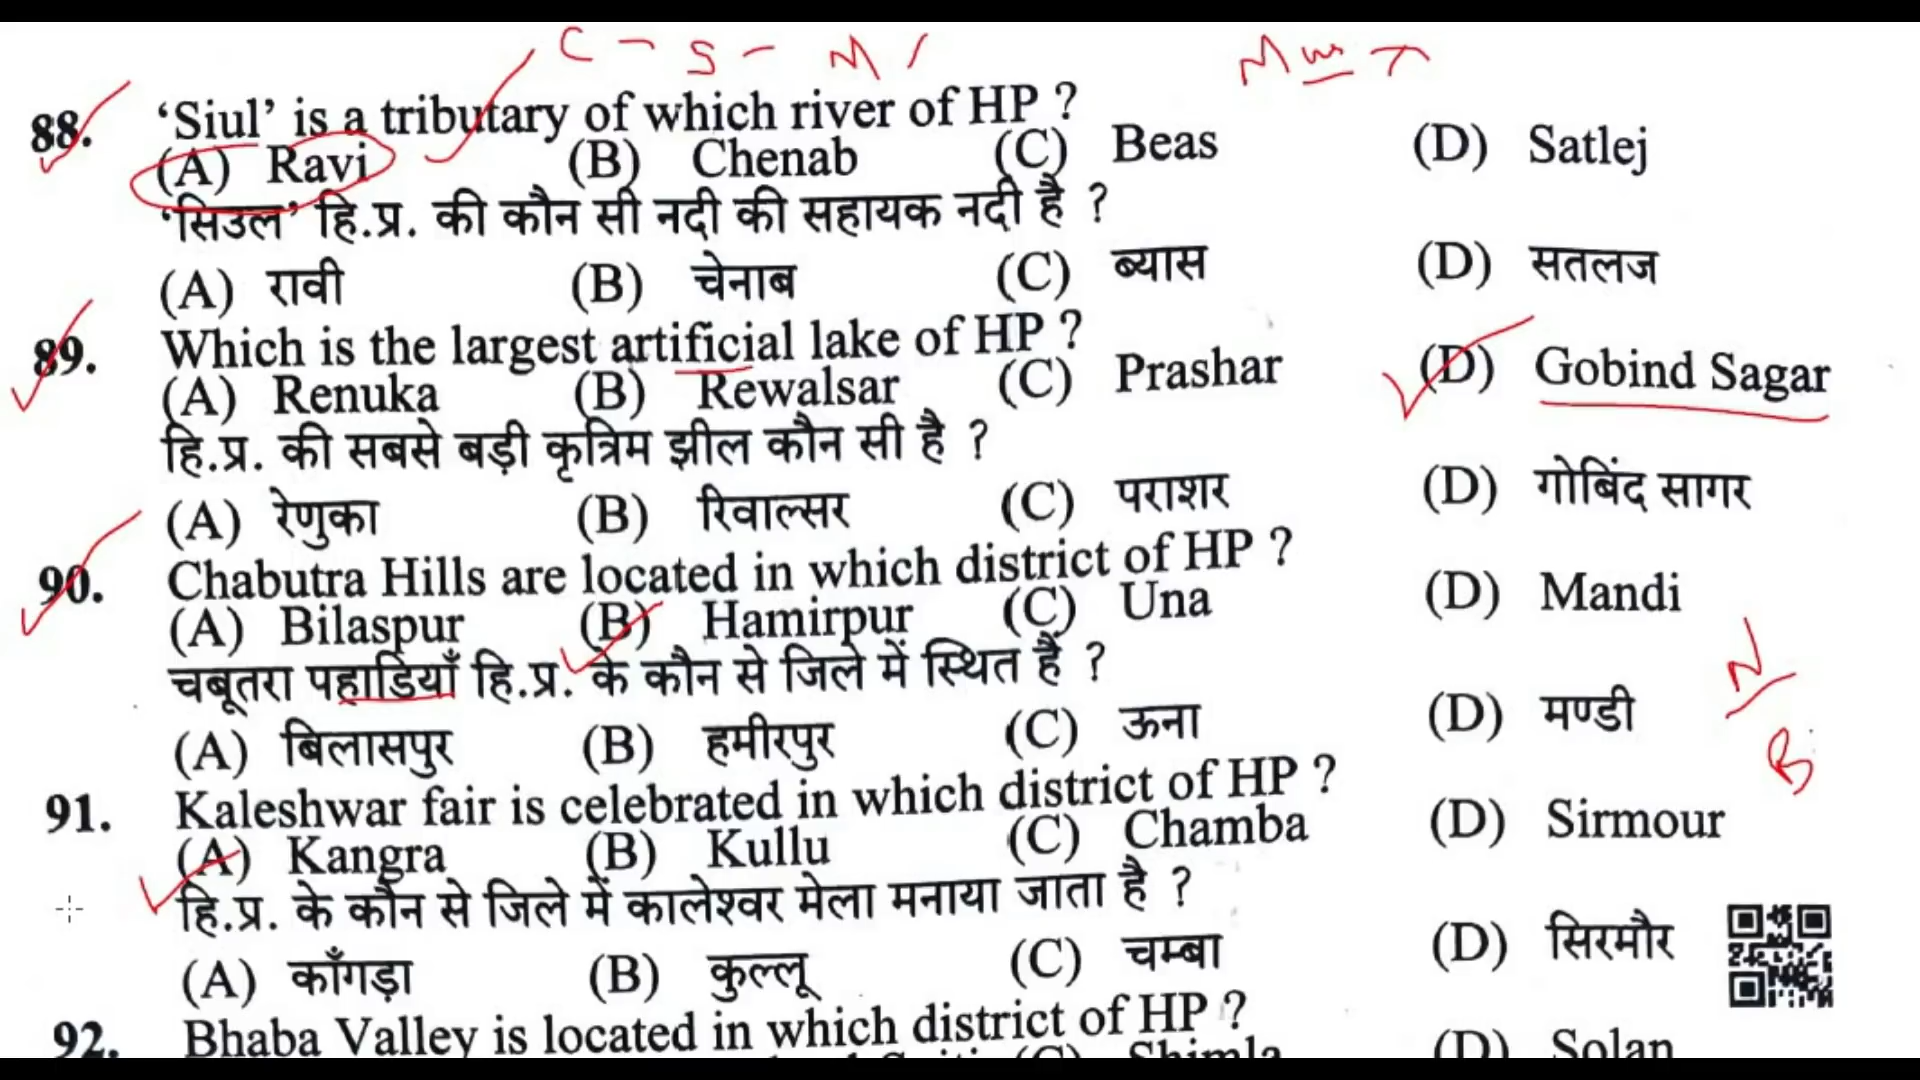 C - S - M
88. ‘Siul’ is a tributary of which river of HP ?
(A) Ravi (B) Chenab (C) Beas (D) Satlej
‘सिउल’ हि.प्र. की कौन सी नदी की सहायक नदी है ?
(A) रावी (B) चेनाब (C) ब्यास (D) सतलज
89. Which is the largest artificial lake of HP ?
(A) Renuka (B) Rewalsar (C) Prashar (D) Gobind Sagar
हि.प्र. की सबसे बड़ी कृत्रिम झील कौन सी है ?
(A) रेणुका (B) रिवाल्सर (C) पराशर (D) गोबिंद सागर
90. Chabutra Hills are located in which district of HP ?
(A) Bilaspur (B) Hamirpur (C) Una (D) Mandi
चबूतरा पहाडियाँ हि.प्र. के कौन से जिले में स्थित हैं ?
(A) बिलासपुर (B) हमीरपुर (C) ऊना (D) मण्डी
N
B
91. Kaleshwar fair is celebrated in which district of HP ?
(A) Kangra (B) Kullu (C) Chamba (D) Sirmour
हि.प्र. के कौन से जिले में कालेश्वर मेला मनाया जाता है ?
(A) काँगड़ा (B) कुल्लू (C) चम्बा (D) सिरमौर
92. Bhaba Valley is located in which district of HP ?
(C) Shimla (D) Solan